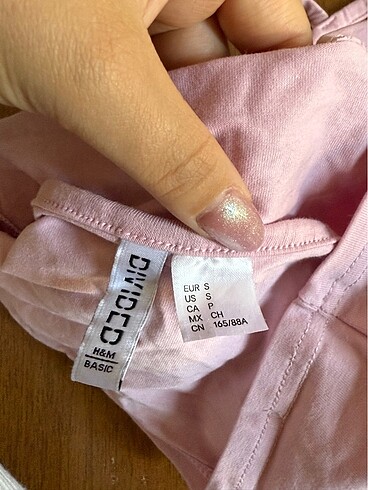 DIVIDED
H&M
BASIC
EUR S
US S
CA P
MX CH
CN 165/88A